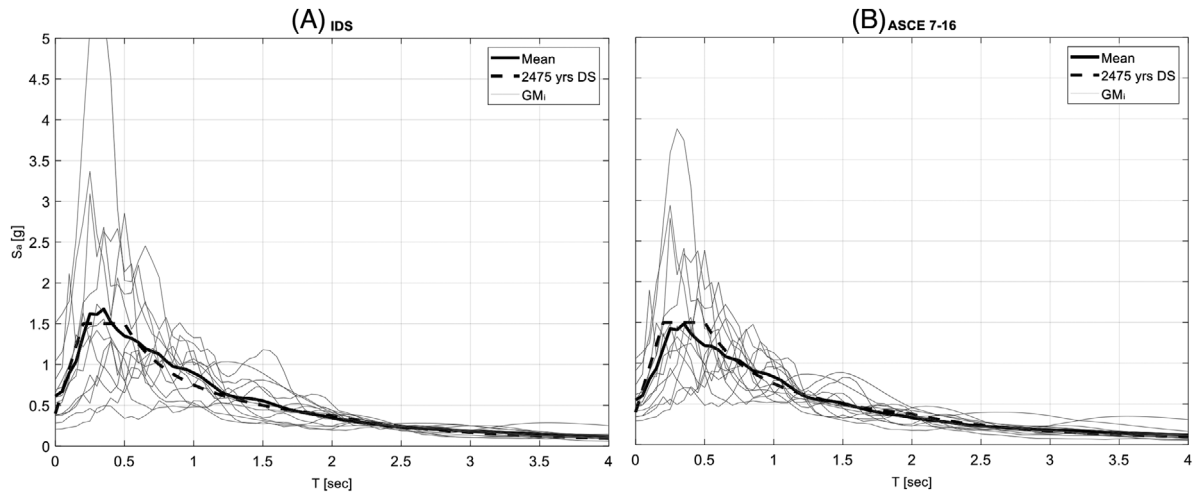 (A) IDS
5
4.5
4
3.5
3
2.5
2
1.5
1
0.5
0
Sa [g]
Mean
2475 yrs DS
GMi
0 0.5 1 1.5 2 2.5 3 3.5 4
T [sec]
(B) ASCE 7-16
Mean
2475 yrs DS
GMi
0 0.5 1 1.5 2 2.5 3 3.5 4
T [sec]